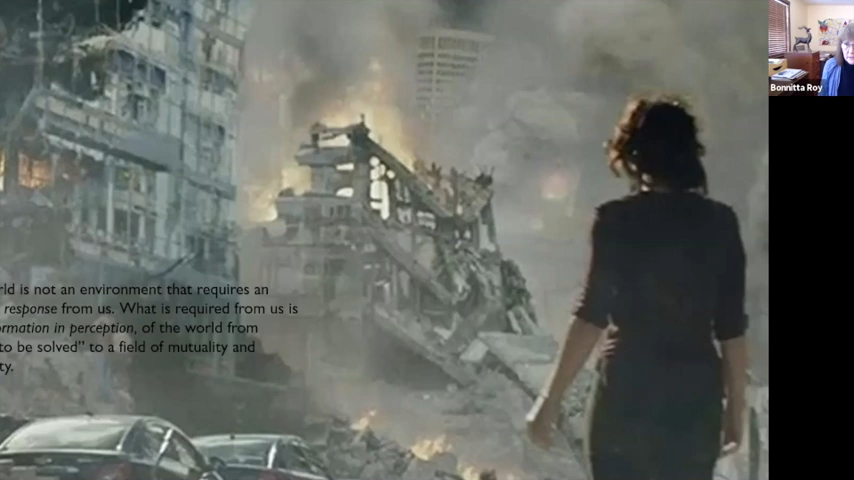 rld is not an environment that requires an
response from us. What is required from us is
ormation in perception, of the world from
to be solved” to a field of mutuality and
ty.
Bonnitta Roy